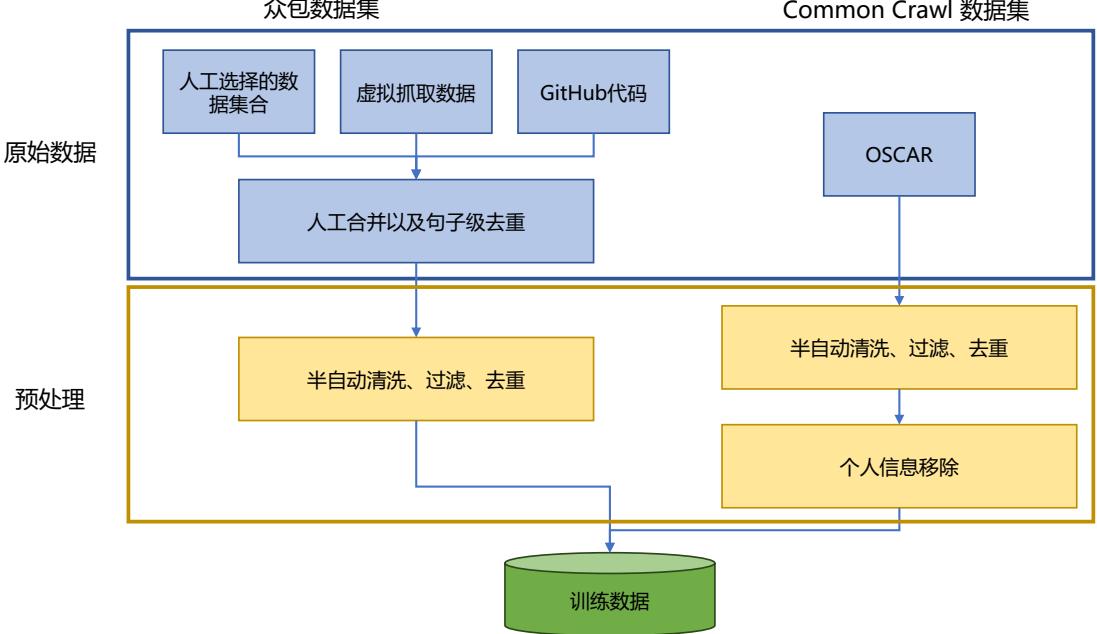 众包数据集
Common Crawl 数据集
原始数据
人工选择的数
据集合
虚拟抓取数据
GitHub代码
OSCAR
人工合并以及句子级去重
预处理
半自动清洗、过滤、去重
半自动清洗、过滤、去重
个人信息移除
训练数据